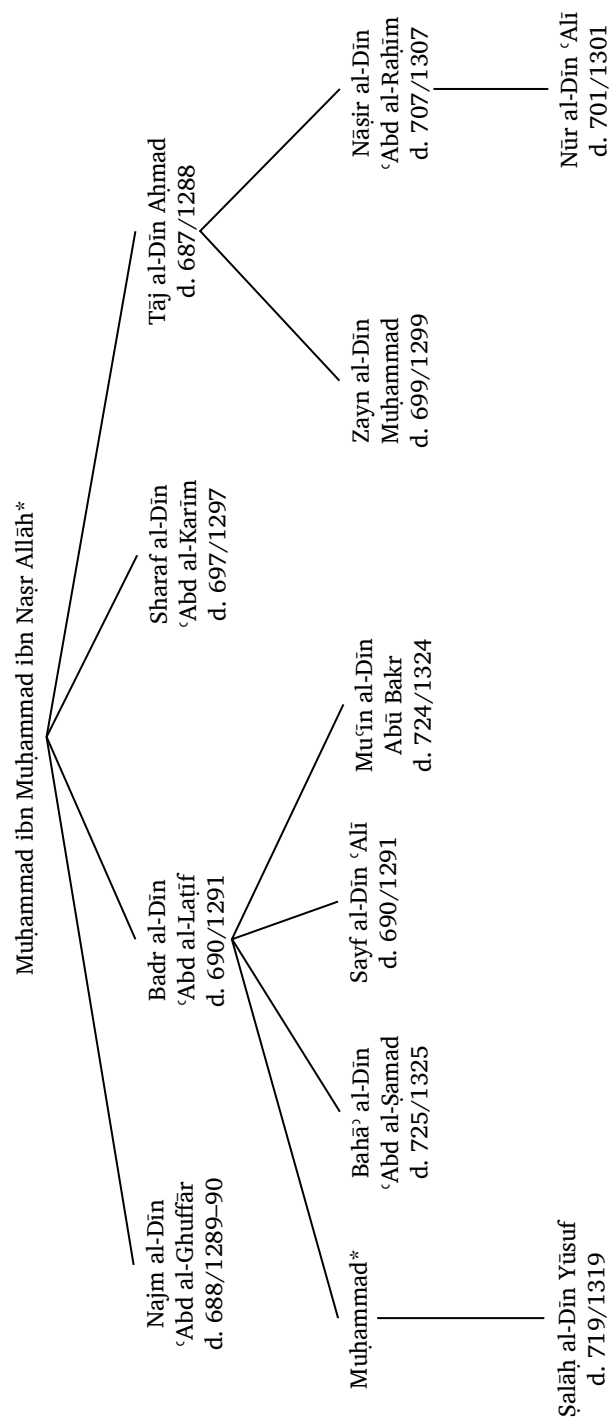 Muḥammad ibn Muḥammad ibn Naṣr Allāh*
Najm al-Dīn
ʿAbd al-Ghuffār
d. 688/1289–90
Badr al-Dīn
ʿAbd al-Laṭīf
d. 690/1291
Sharaf al-Dīn
ʿAbd al-Karīm
d. 697/1297
Tāj al-Dīn Aḥmad
d. 687/1288
Muḥammad*
Bahāʾ al-Dīn
ʿAbd al-Ṣamad
d. 725/1325
Sayf al-Dīn ʿAlī
d. 690/1291
Muʿīn al-Dīn
Abū Bakr
d. 724/1324
Zayn al-Dīn
Muḥammad
d. 699/1299
Nāṣir al-Dīn
ʿAbd al-Raḥīm
d. 707/1307
Ṣalāḥ al-Dīn Yūsuf
d. 719/1319
Nūr al-Dīn ʿAlī
d. 701/1301